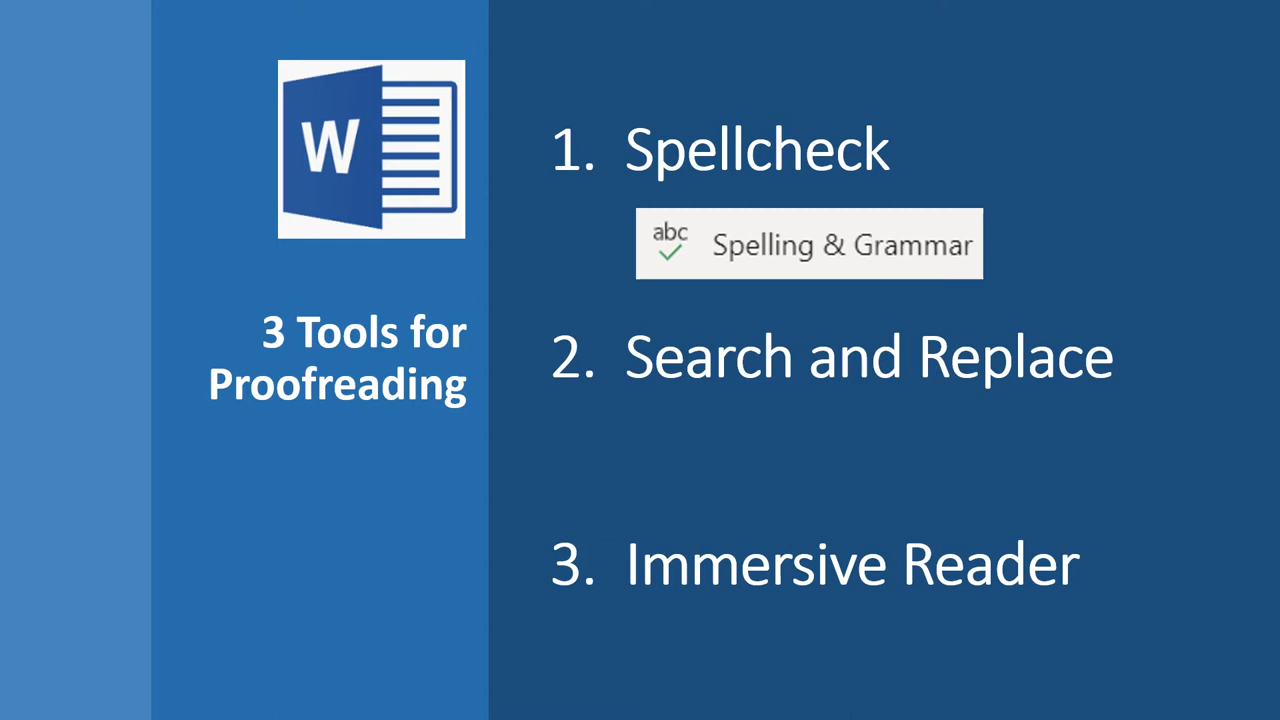 W
3 Tools for
Proofreading
1. Spellcheck
abc Spelling & Grammar
2. Search and Replace
3. Immersive Reader